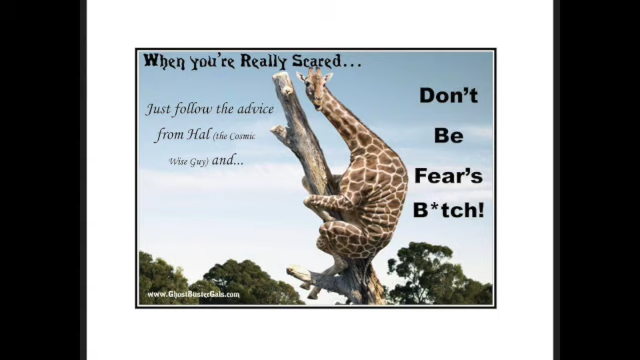 When you're Really Scared...
Just follow the advice
from Hal (the Cosmic
Wise Guy) and...
Don't
Be
Fear's
B*tch!
www.GhostBusterGals.com